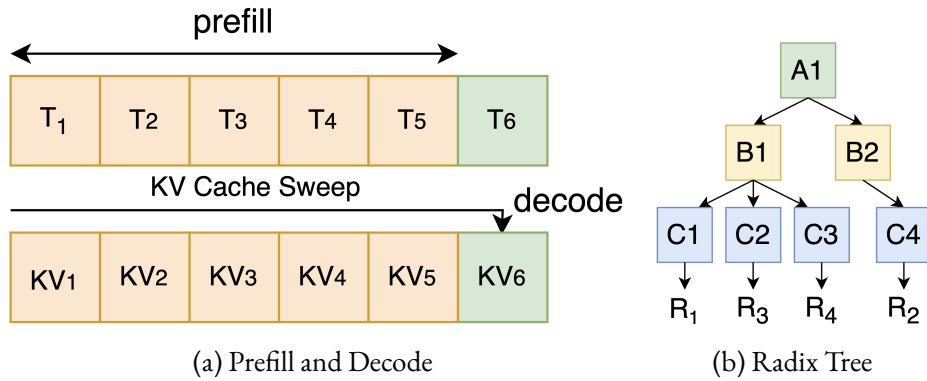 prefill
T1 T2 T3 T4 T5 T6
KV Cache Sweep
decode
KV1 KV2 KV3 KV4 KV5 KV6
(a) Prefill and Decode
A1
B1 B2
C1 C2 C3 C4
R1 R3 R4 R2
(b) Radix Tree